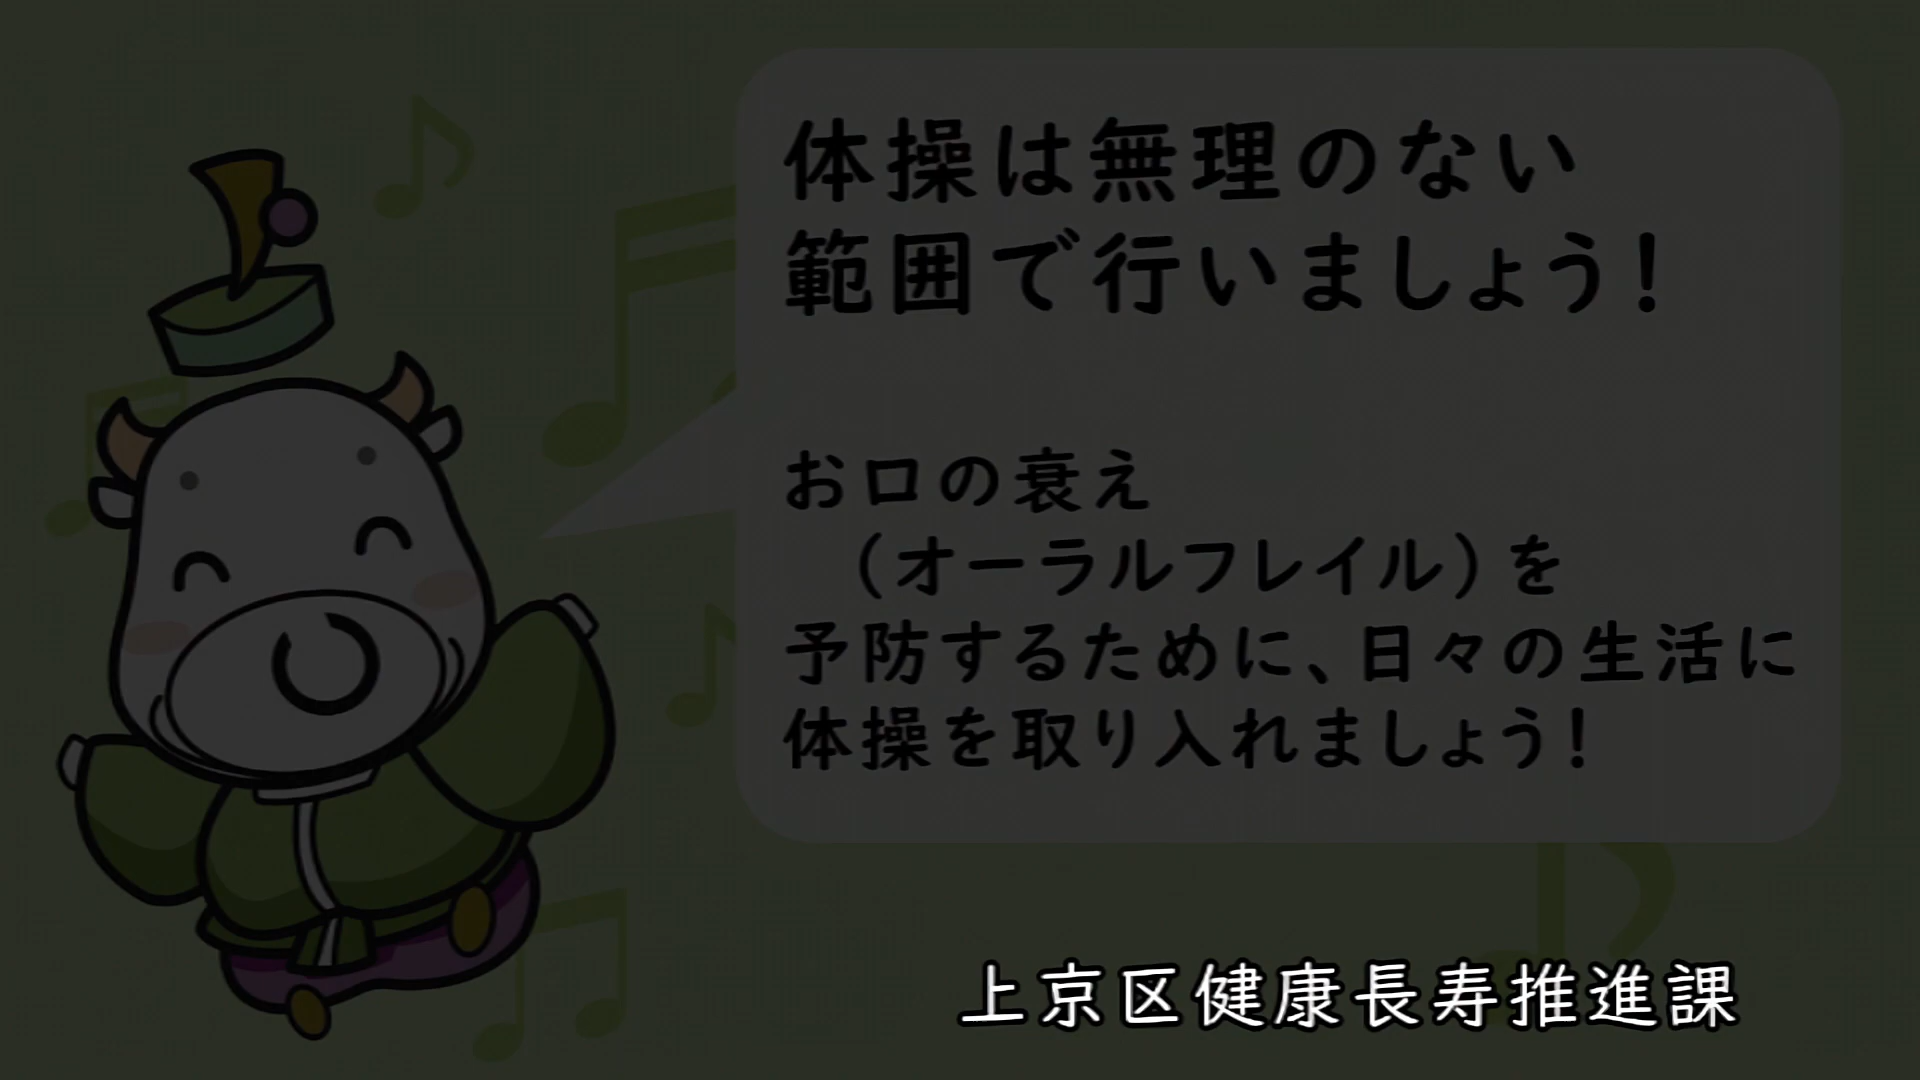 体操は無理のない
範囲で行いましょう！
お口の衰え
（オーラルフレイル）を
予防するために、日々の生活に
体操を取り入れましょう！
上京区健康長寿推進課